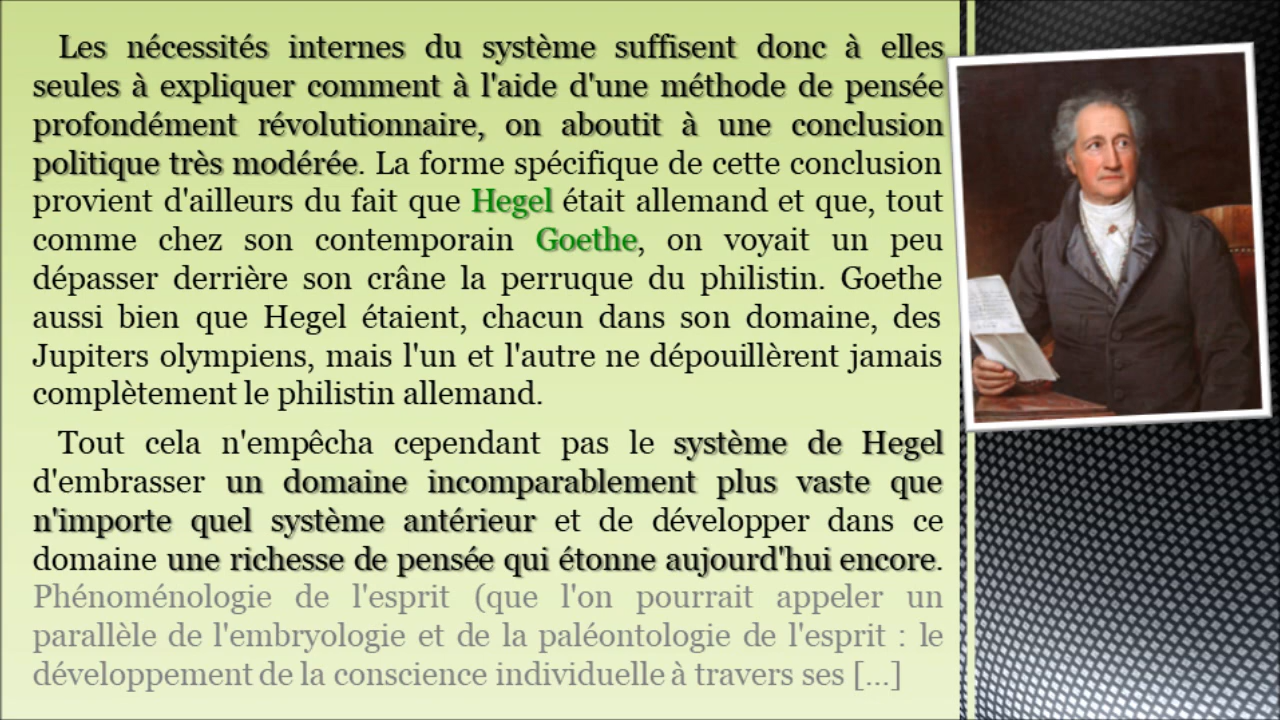 Les nécessités internes du système suffisent donc à elles
seules à expliquer comment à l'aide d'une méthode de pensée
profondément révolutionnaire, on aboutit à une conclusion
politique très modérée. La forme spécifique de cette conclusion
provient d'ailleurs du fait que Hegel était allemand et que, tout
comme chez son contemporain Goethe, on voyait un peu
dépasser derrière son crâne la perruque du philistin. Goethe
aussi bien que Hegel étaient, chacun dans son domaine, des
Jupiters olympiens, mais l'un et l'autre ne dépouillèrent jamais
complètement le philistin allemand.
Tout cela n'empêcha cependant pas le système de Hegel
d'embrasser un domaine incomparablement plus vaste que
n'importe quel système antérieur et de développer dans ce
domaine une richesse de pensée qui étonne aujourd'hui encore.
Phénoménologie de l'esprit (que l'on pourrait appeler un
parallèle de l'embryologie et de la paléontologie de l'esprit : le
développement de la conscience individuelle à travers ses [...]